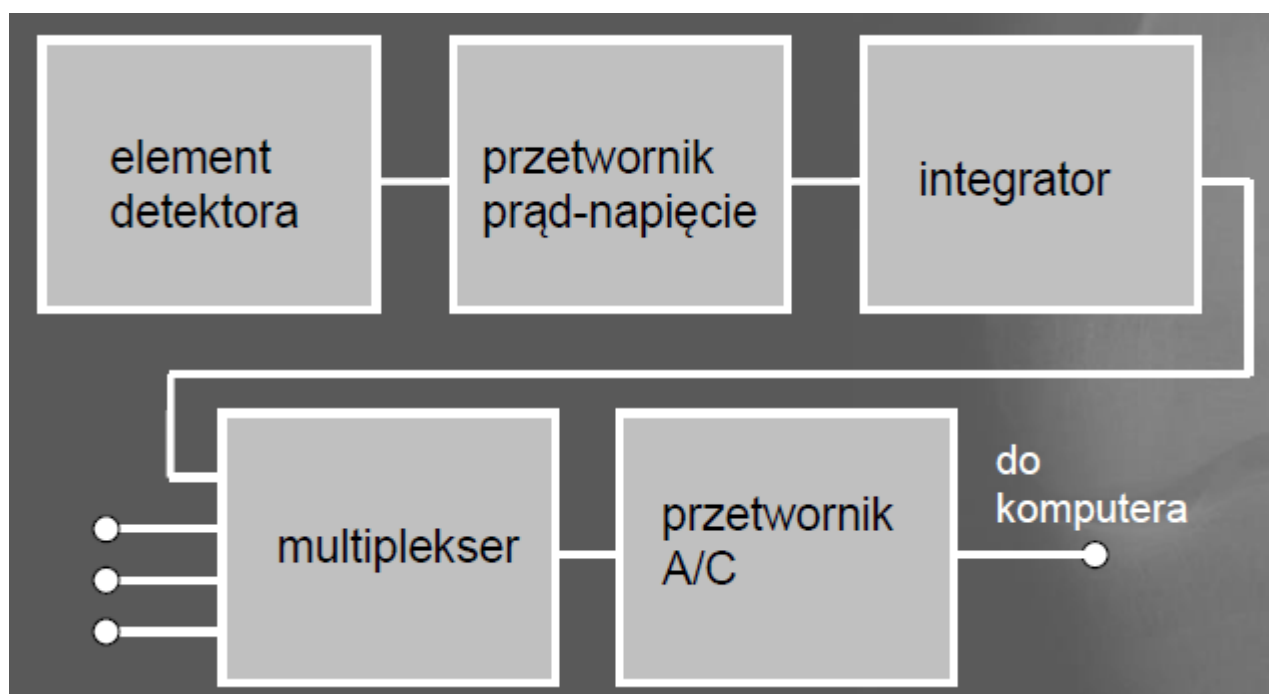 element
detektora
przetwornik
prąd-napięcie
integrator
multiplekser
przetwornik
A/C
do
komputera